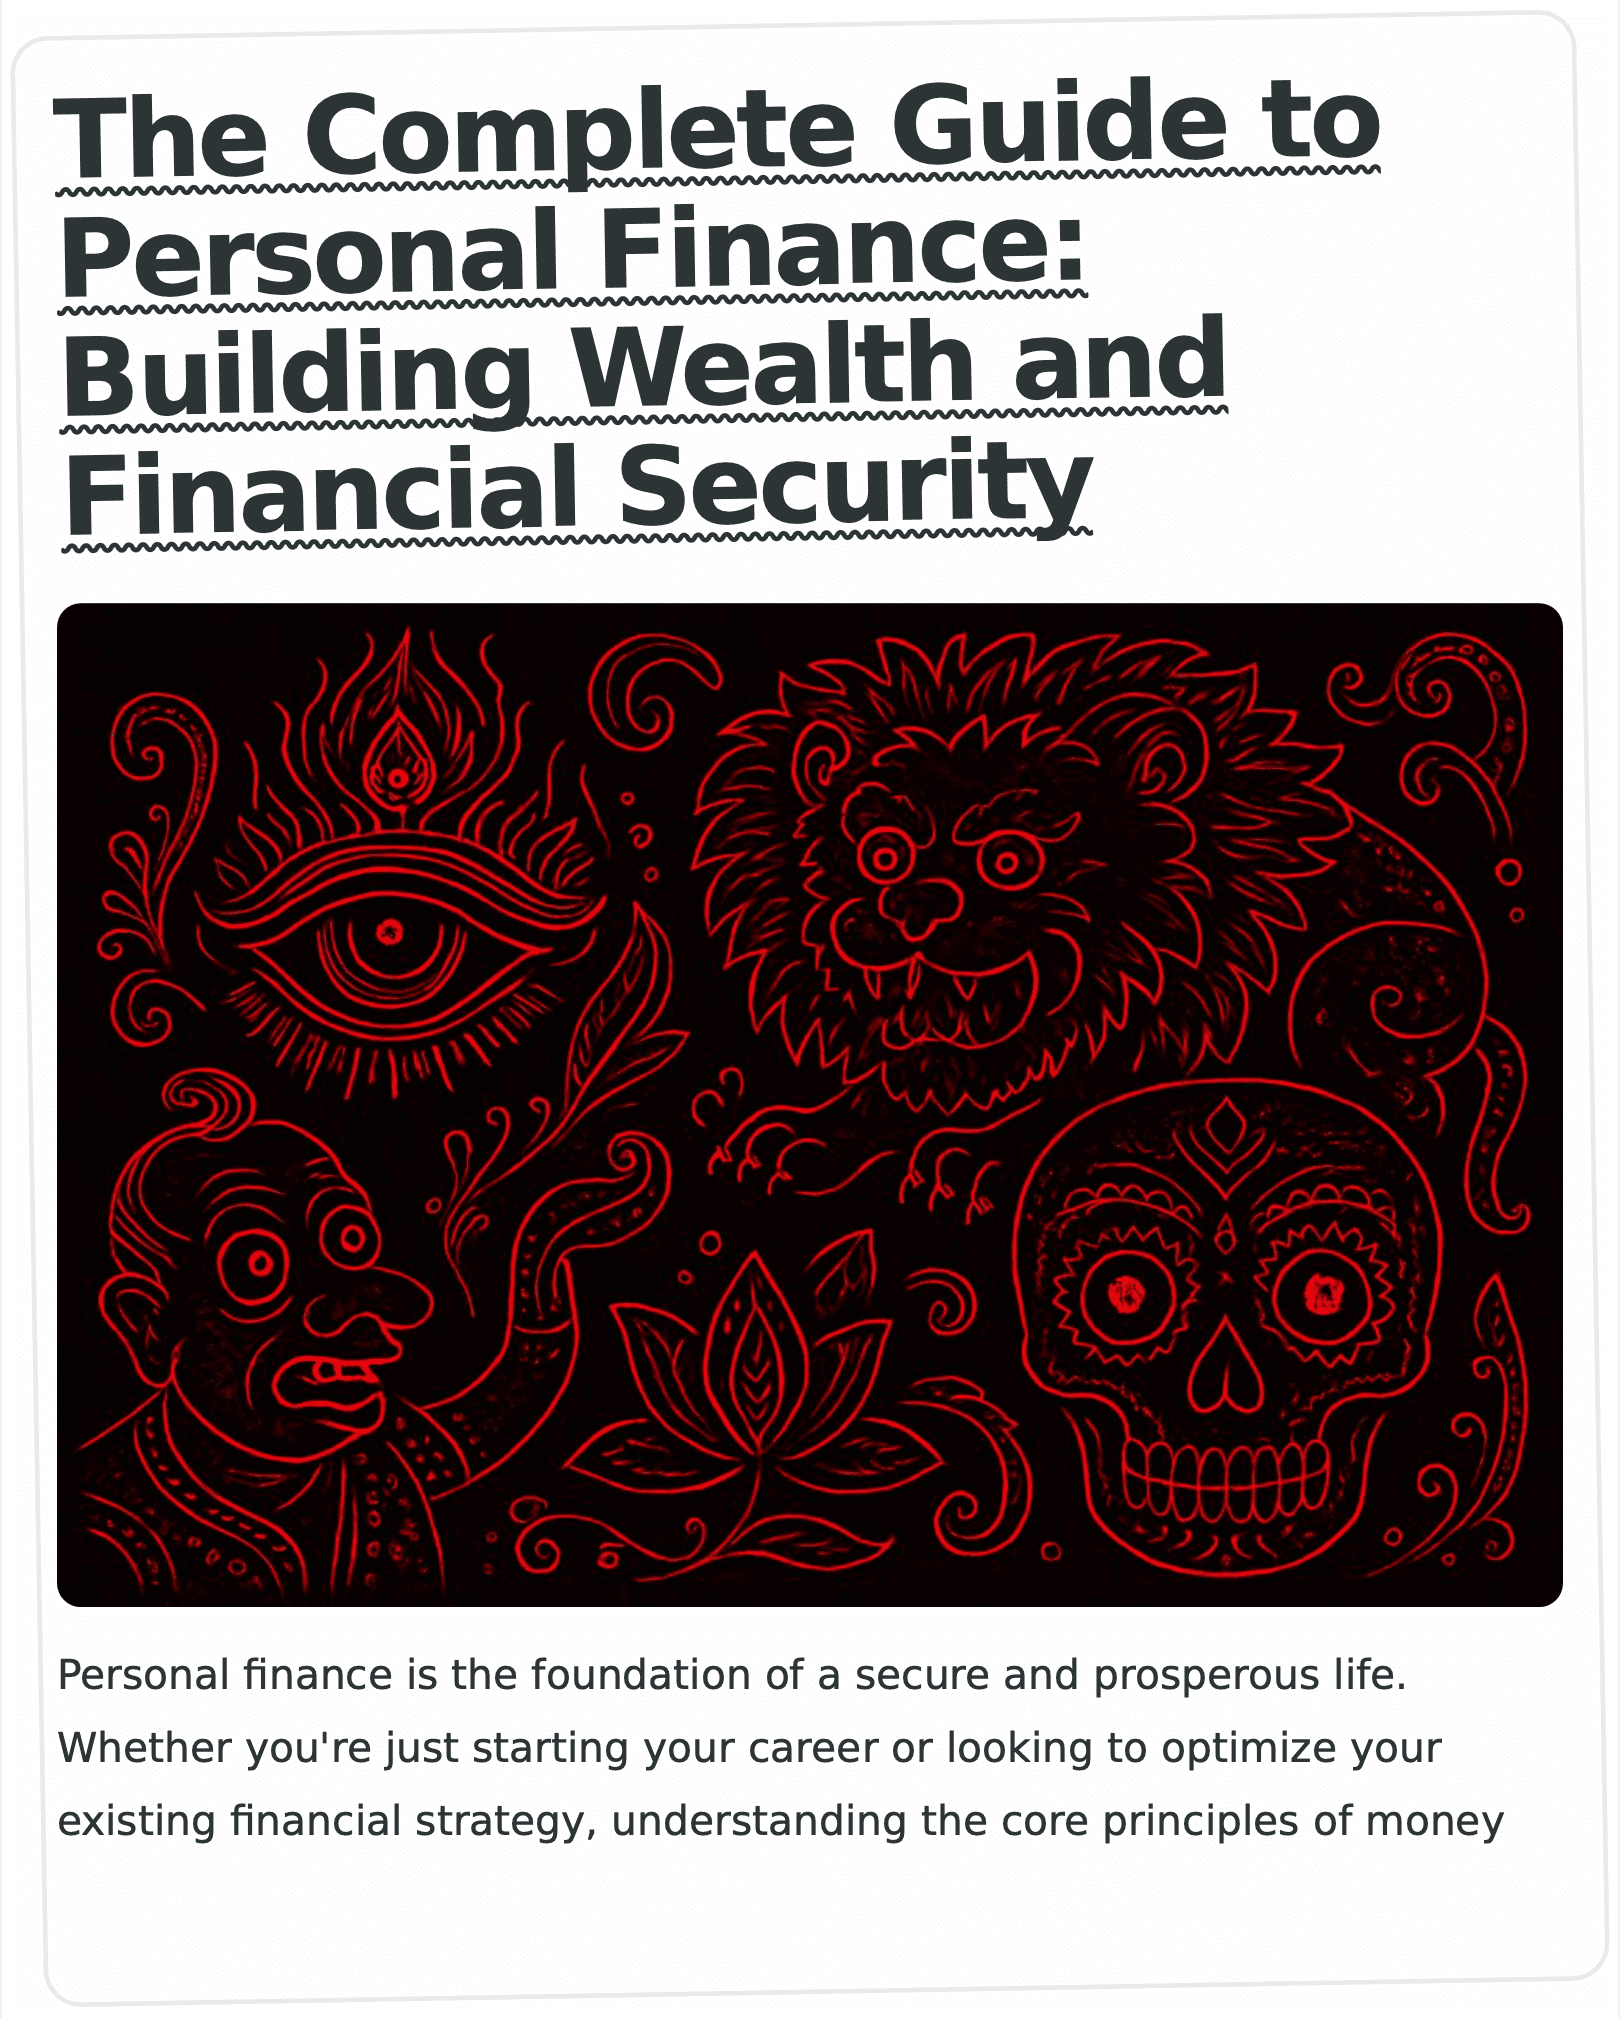 The Complete Guide to
Personal Finance:
Building Wealth and
Financial Security
Personal finance is the foundation of a secure and prosperous life.
Whether you're just starting your career or looking to optimize your
existing financial strategy, understanding the core principles of money